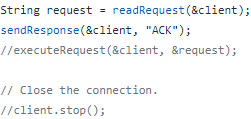 String request = readRequest(&client);
sendResponse(&client, "ACK");
//executeRequest(&client, &request);
// Close the connection.
//client.stop();